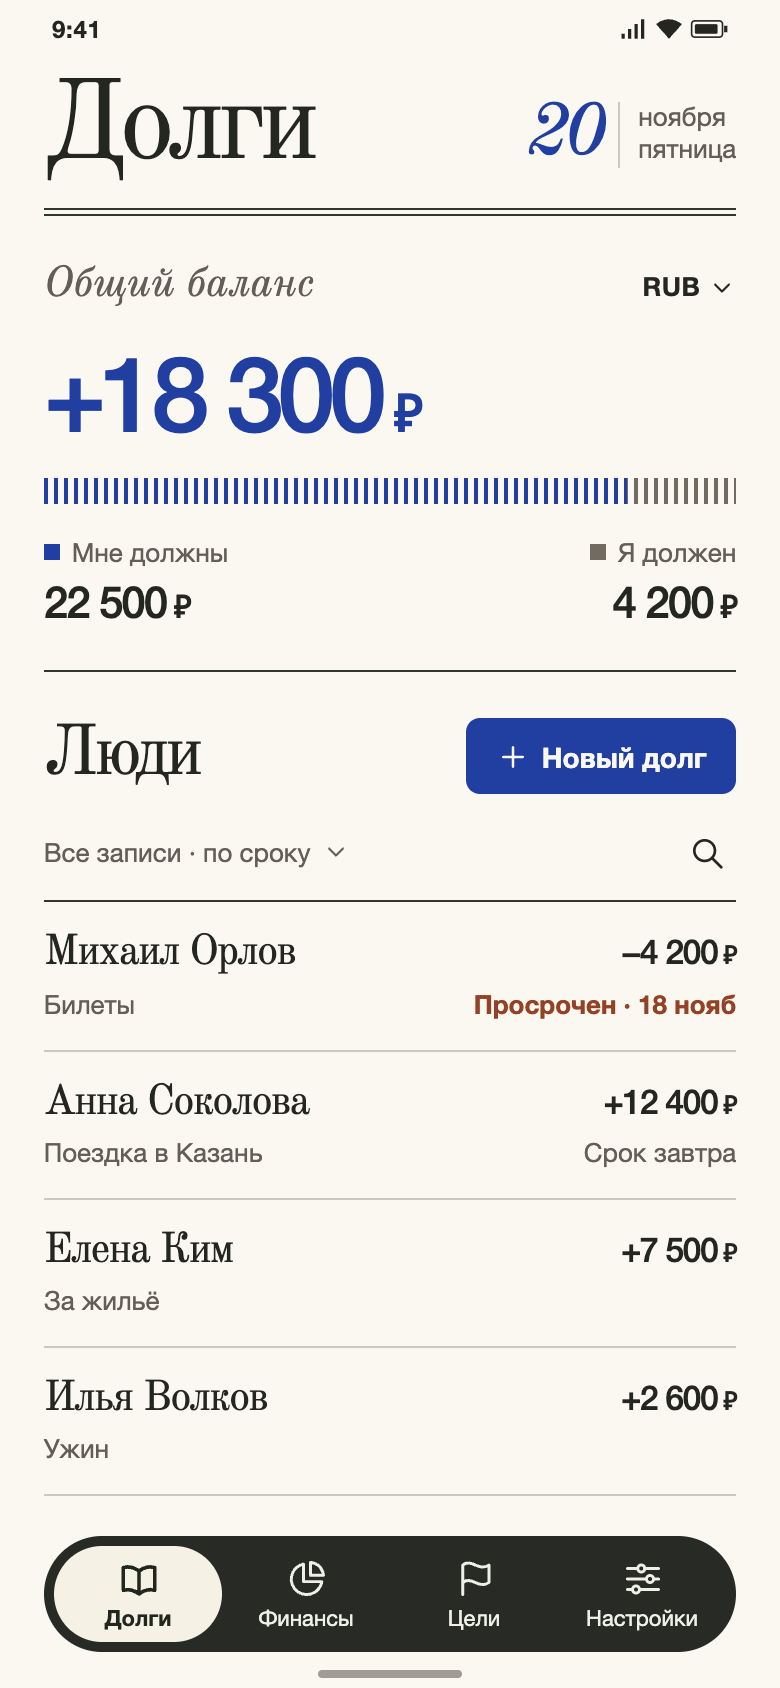 9:41
Долги
20
ноября
пятница
Общий баланс
RUB
+18 300 ₽
Мне должны
Я должен
22 500 ₽
4 200 ₽
Люди
+ Новый долг
Все записи · по сроку
Михаил Орлов
–4 200 ₽
Билеты
Просрочен · 18 нояб
Анна Соколова
+12 400 ₽
Поездка в Казань
Срок завтра
Елена Ким
+7 500 ₽
За жильё
Илья Волков
+2 600 ₽
Ужин
Долги
Финансы
Цели
Настройки